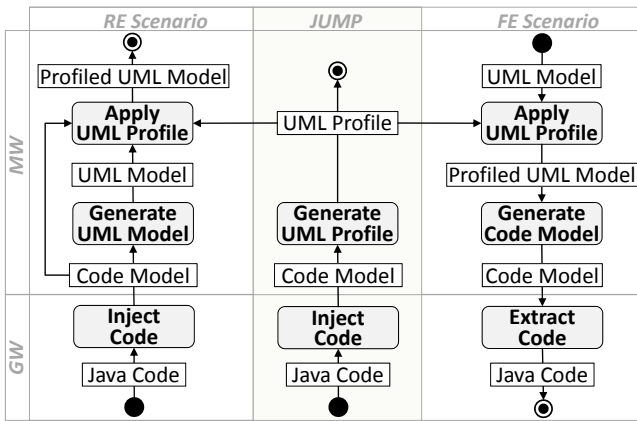 RE Scenario
JUMP
FE Scenario
MW
GW
Profiled UML Model
Apply
UML Profile
UML Model
Generate
UML Model
Code Model
Inject
Code
Java Code
UML Profile
Generate
UML Profile
Code Model
Inject
Code
Java Code
UML Model
Apply
UML Profile
Profiled UML Model
Generate
Code Model
Code Model
Extract
Code
Java Code